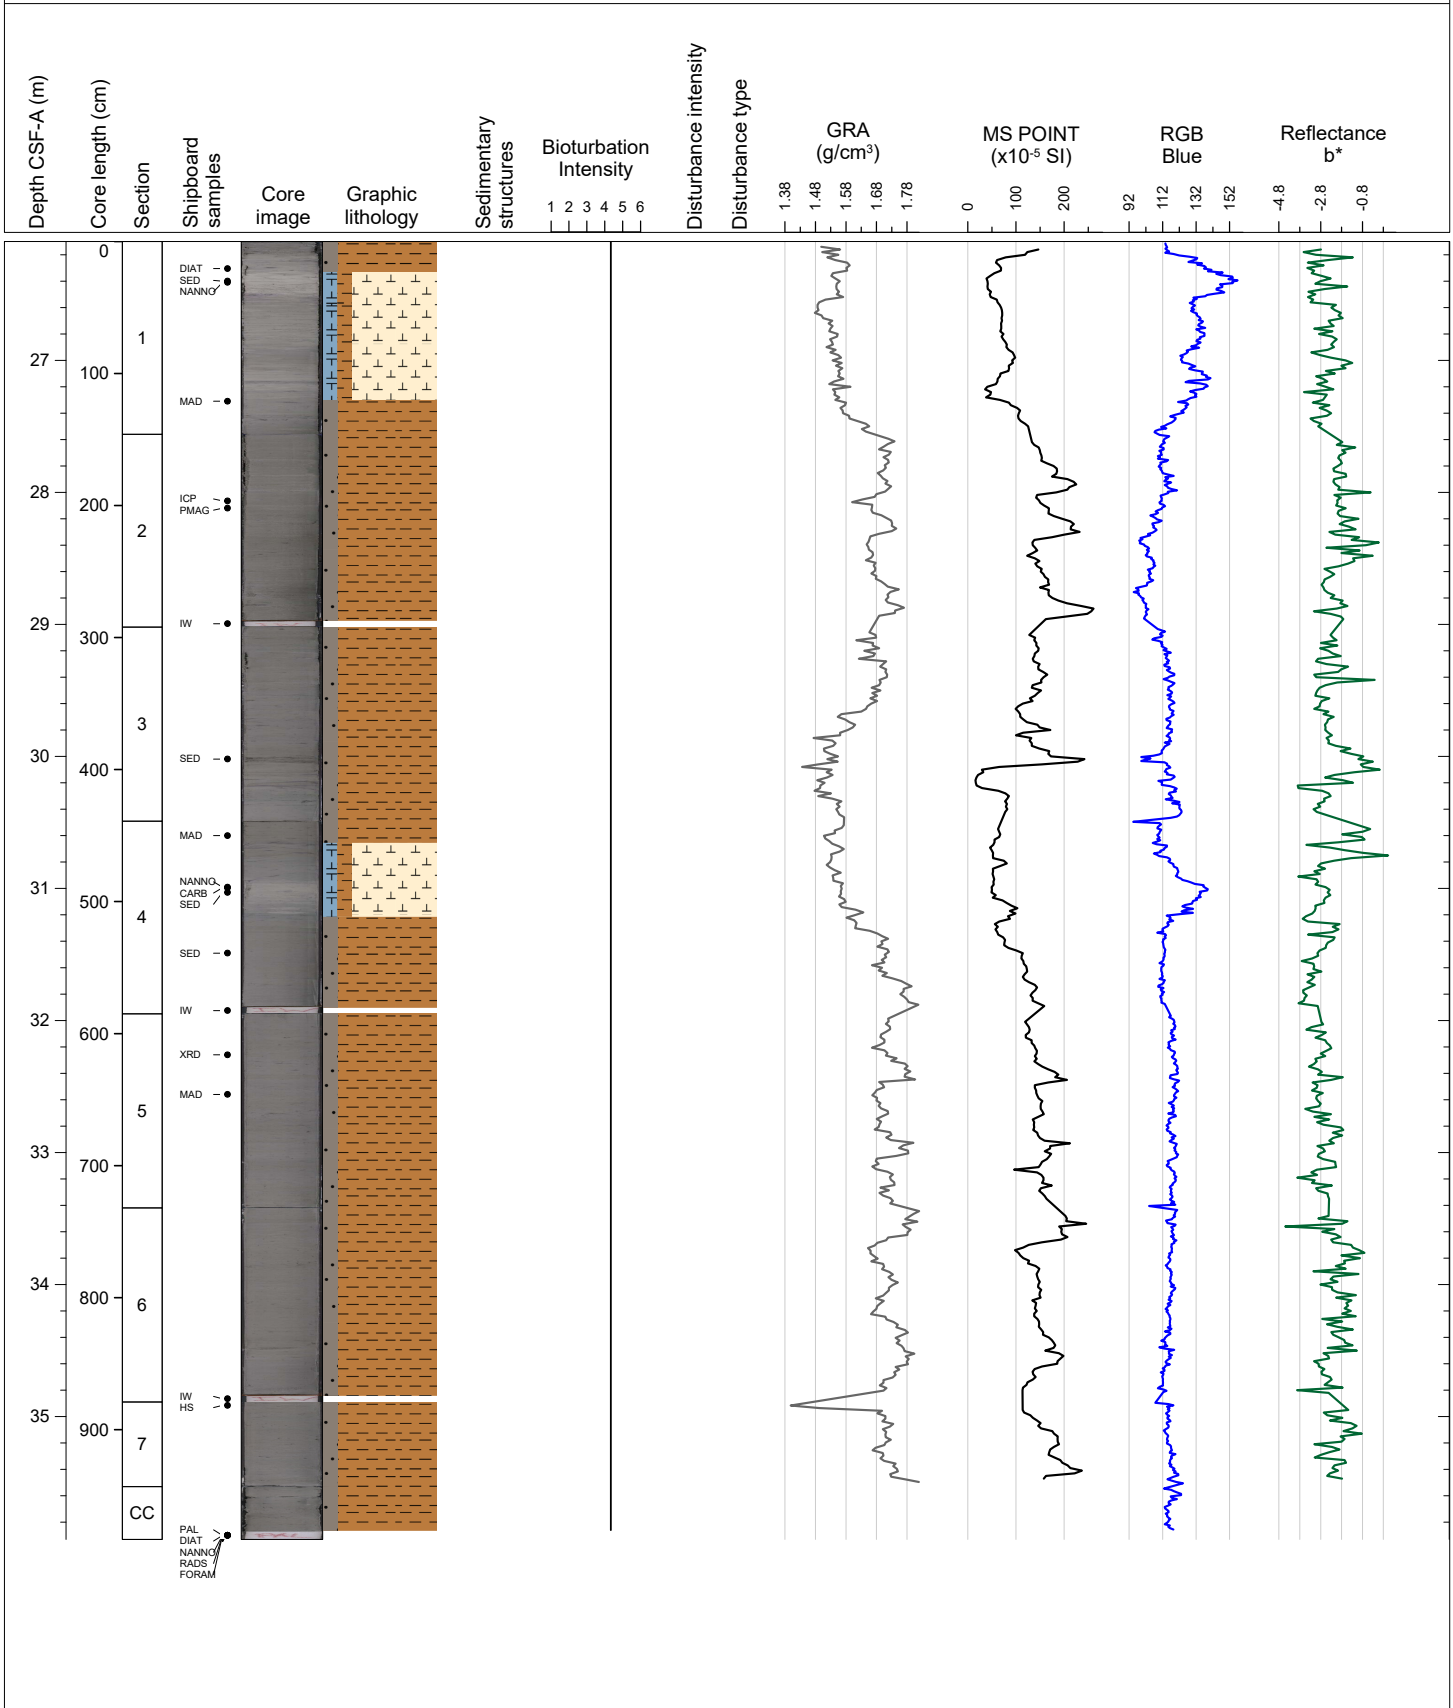 Depth CSF-A (m)
Core length (cm)
Section
Shipboard
samples
Core
image
Graphic
lithology
Sedimentary
structures
Bioturbation
Intensity
1 2 3 4 5 6
Disturbance intensity
Disturbance type
GRA
(g/cm³)
1.38 1.48 1.58 1.68 1.78
MS POINT
(x10⁻⁵ SI)
0 100 200
RGB
Blue
92 112 132 152
Reflectance
b*
-4.8 -2.8 -0.8
0
DIAT
SED
NANNO
1
27
100
MAD
28
ICP
200
PMAG
2
29
IW
300
3
30
SED
400
MAD
31
NANNO
CARB
500
SED
4
SED
32
IW
600
XRD
MAD
5
33
700
34
800
6
IW
HS
35
900
7
CC
PAL
DIAT
NANNO
RADS
FORAM